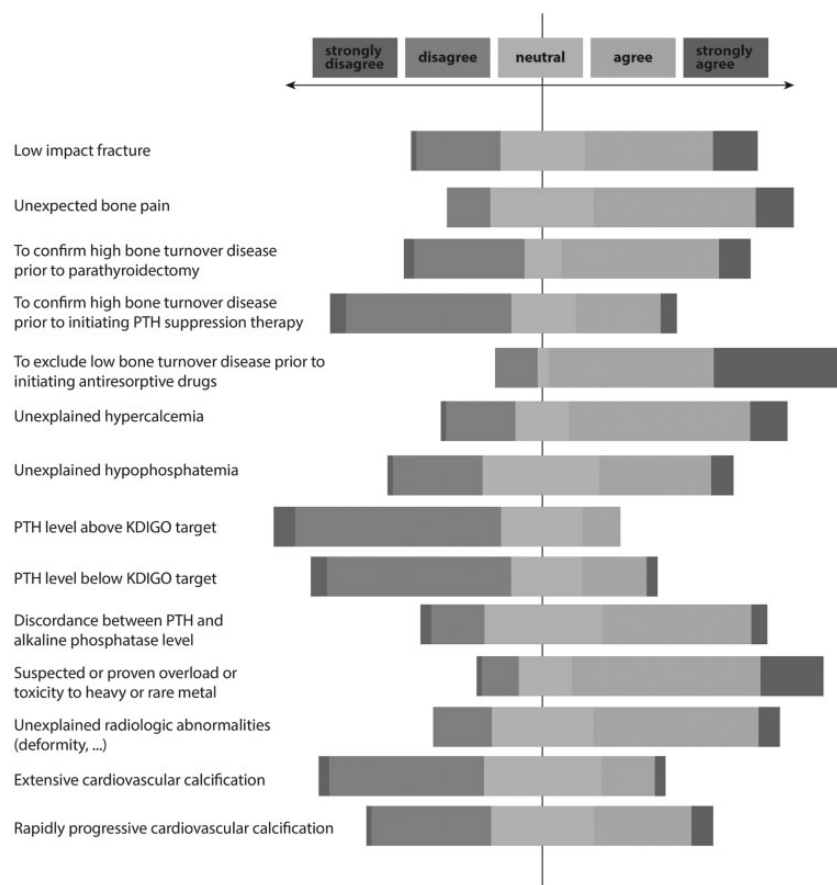 strongly
disagree
disagree
neutral
agree
strongly
agree
Low impact fracture
Unexpected bone pain
To confirm high bone turnover disease
prior to parathyroidectomy
To confirm high bone turnover disease
prior to initiating PTH suppression therapy
To exclude low bone turnover disease prior to
initiating antiresorptive drugs
Unexplained hypercalcemia
Unexplained hypophosphatemia
PTH level above KDIGO target
PTH level below KDIGO target
Discordance between PTH and
alkaline phosphatase level
Suspected or proven overload or
toxicity to heavy or rare metal
Unexplained radiologic abnormalities
(deformity, ...)
Extensive cardiovascular calcification
Rapidly progressive cardiovascular calcification